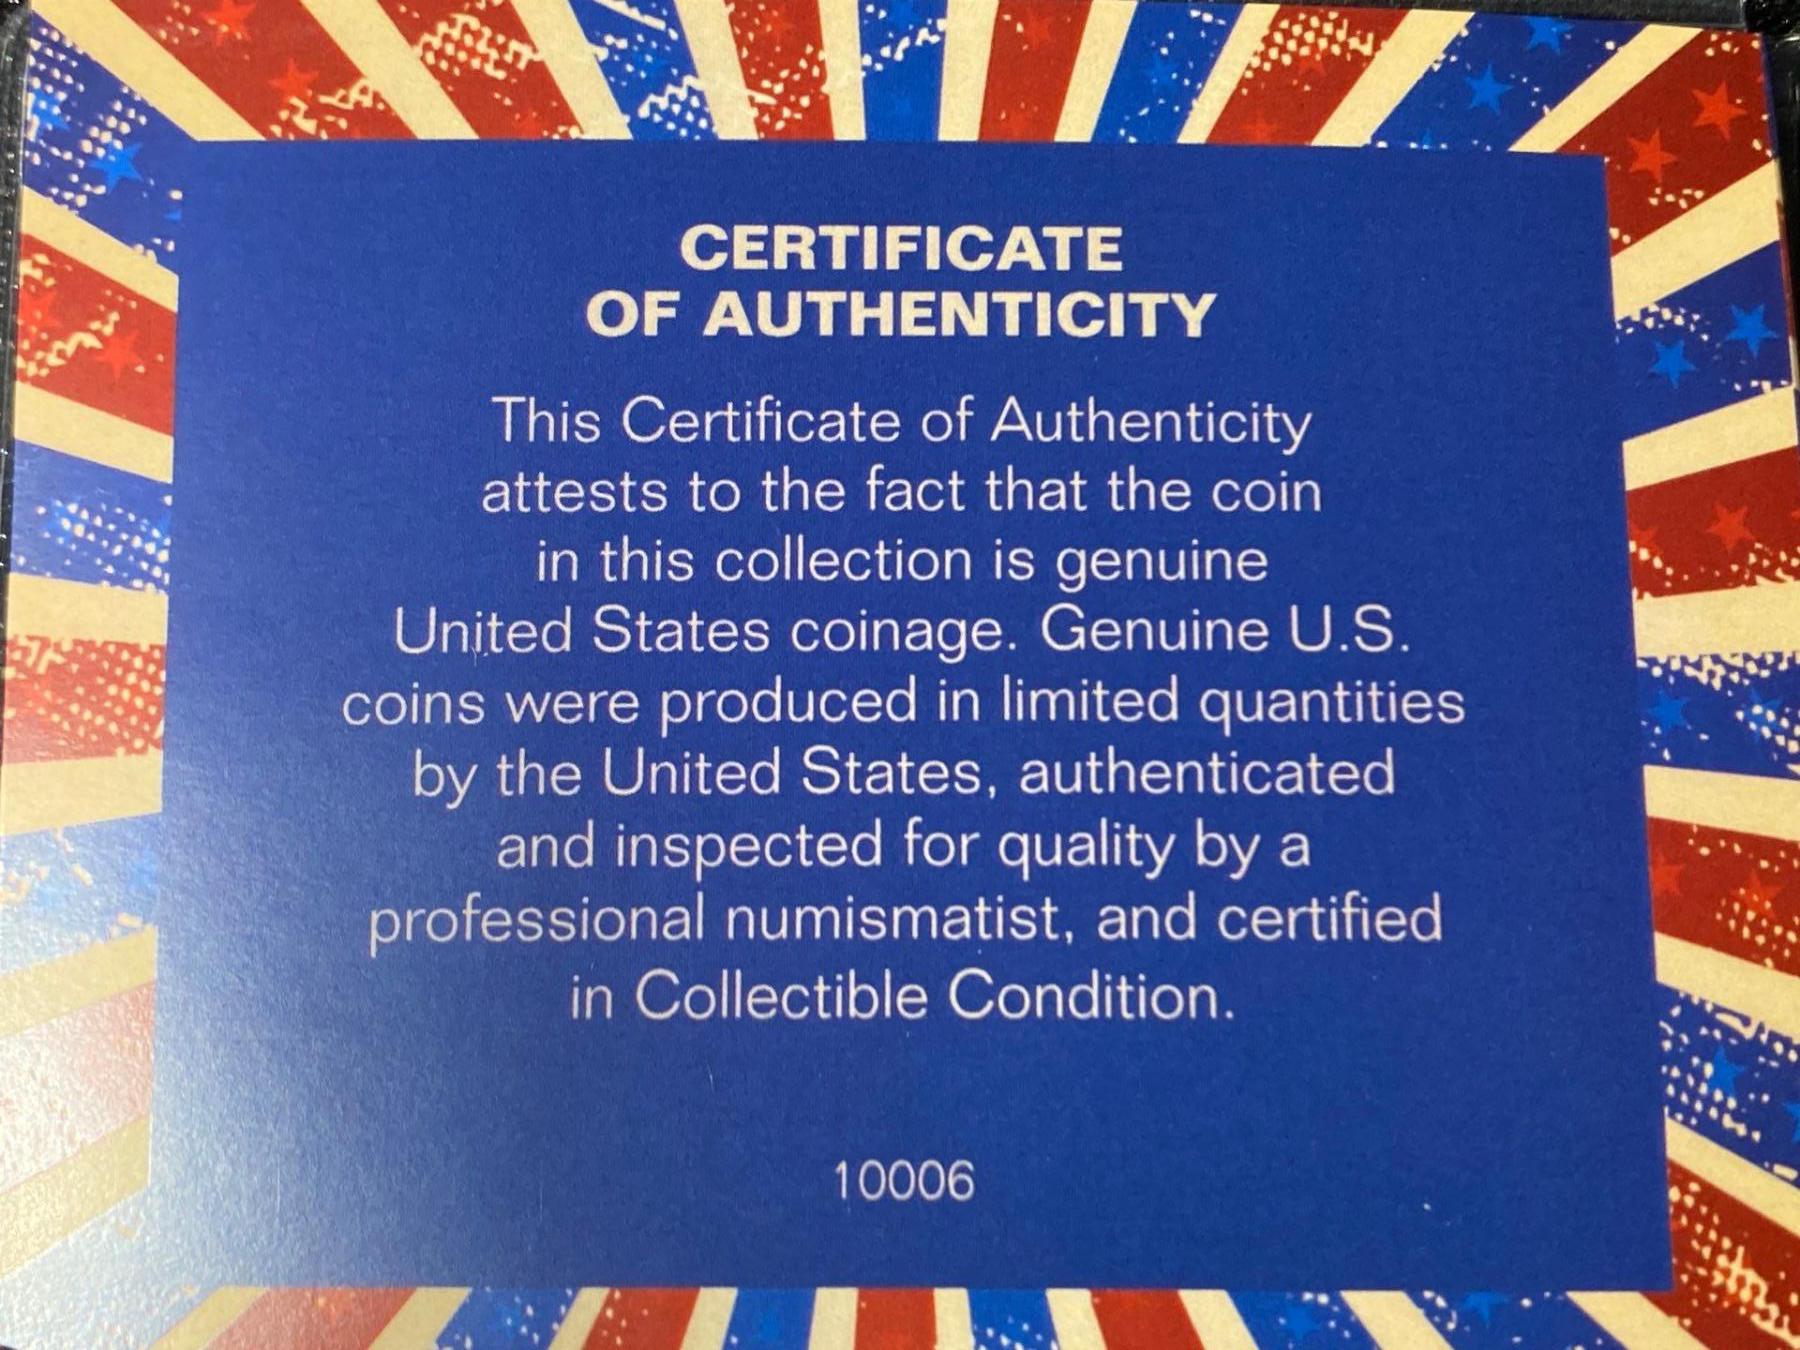 CERTIFICATE
OF AUTHENTICITY
This Certificate of Authenticity
attests to the fact that the coin
in this collection is genuine
United States coinage. Genuine U.S.
coins were produced in limited quantities
by the United States, authenticated
and inspected for quality by a
professional numismatist, and certified
in Collectible Condition.
10006